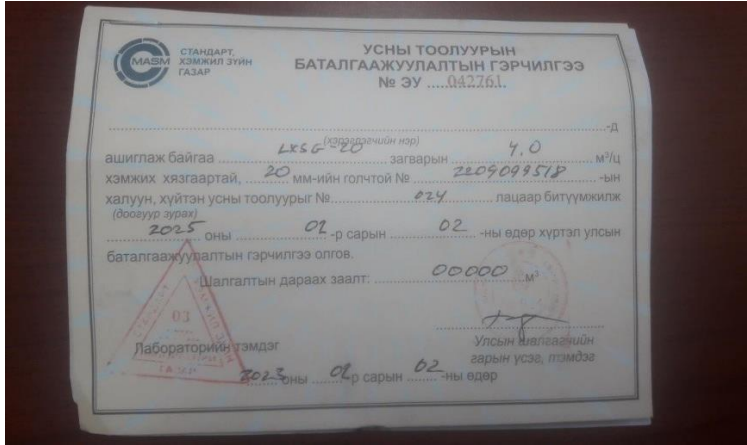 MASM
СТАНДАРТ,
ХЭМЖИЛ ЗҮЙН
ГАЗАР
УСНЫ ТООЛУУРЫН
БАТАЛГААЖУУЛАЛТЫН ГЭРЧИЛГЭЭ
№ ЭУ ....042761.
-д
(хэрэглэгчийн нэр)
ашиглаж байгаа LXSG-20 загварын 4.0 м³/ц
хэмжих хязгаартай, 20 мм-ийн голчтой № 2209099518 -ын
халуун, хүйтэн усны тоолуурыг № 024 лацаар битүүмжилж
(доогуур зурах)
2025 оны 02 -р сарын 02 -ны өдөр хүртэл улсын
баталгаажуулалтын гэрчилгээ олгов.
Шалгалтын дараах заалт: 00000 м³
03
Лабораторийн тэмдэг
Улсын шалгагчийн
гарын үсэг, тэмдэг
2023 оны 02 р сарын 02 -ны өдөр